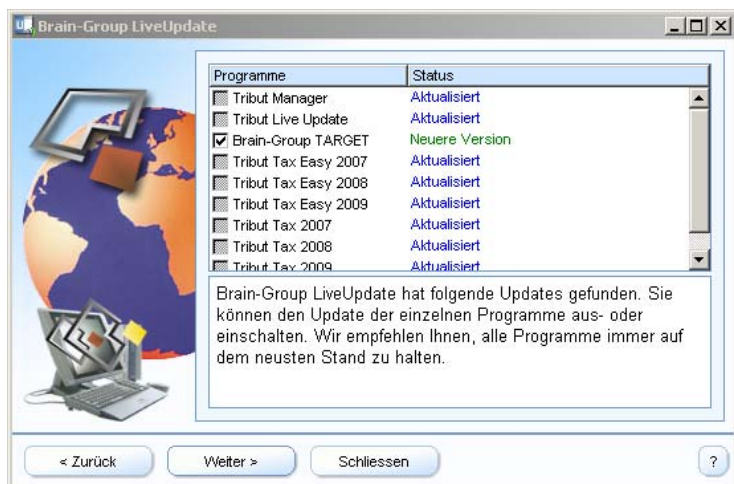 Brain-Group LiveUpdate
Programme Status
Tribut Manager Aktualisiert
Tribut Live Update Aktualisiert
Brain-Group TARGET Neuere Version
Tribut Tax Easy 2007 Aktualisiert
Tribut Tax Easy 2008 Aktualisiert
Tribut Tax Easy 2009 Aktualisiert
Tribut Tax 2007 Aktualisiert
Tribut Tax 2008 Aktualisiert
Tribut Tax 2009 Aktualisiert
Brain-Group LiveUpdate hat folgende Updates gefunden. Sie
können den Update der einzelnen Programme aus- oder
einschalten. Wir empfehlen Ihnen, alle Programme immer auf
dem neusten Stand zu halten.
< Zurück Weiter > Schliessen ?